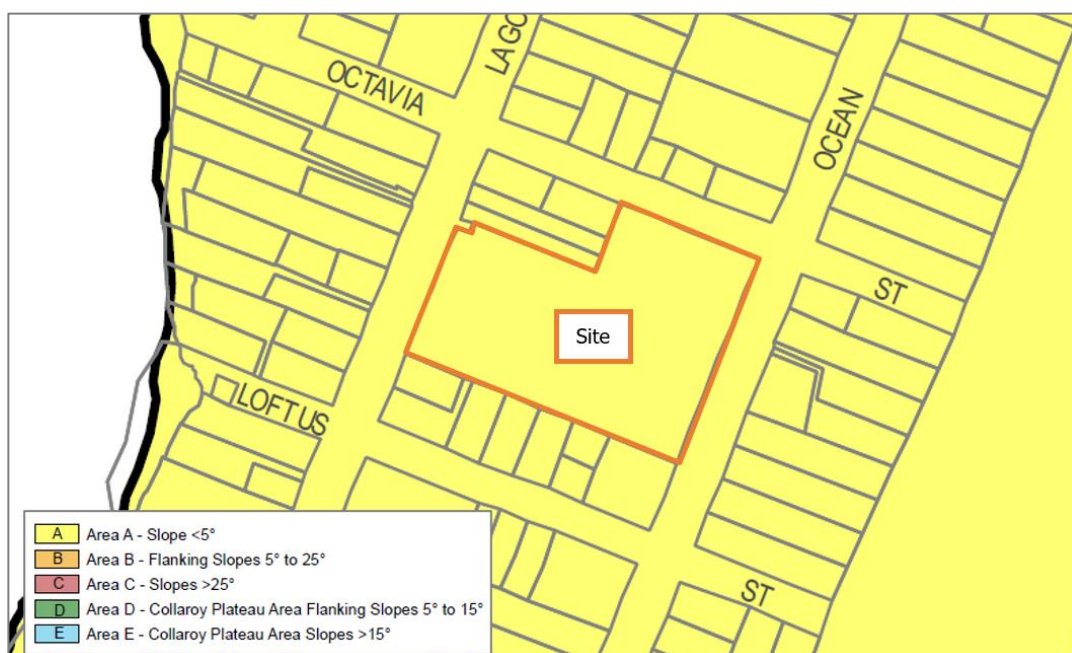 LAGO
OCTAVIA
OCEAN
ST
Site
LOFTUS
ST
A Area A - Slope <5°
B Area B - Flanking Slopes 5° to 25°
C Area C - Slopes >25°
D Area D - Collaroy Plateau Area Flanking Slopes 5° to 15°
E Area E - Collaroy Plateau Area Slopes >15°